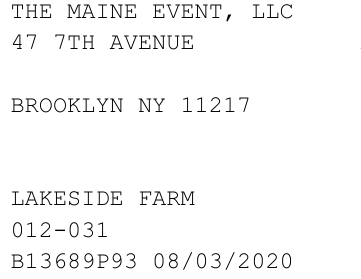 THE MAINE EVENT, LLC
47 7TH AVENUE
BROOKLYN NY 11217
LAKESIDE FARM
012-031
B13689P93 08/03/2020